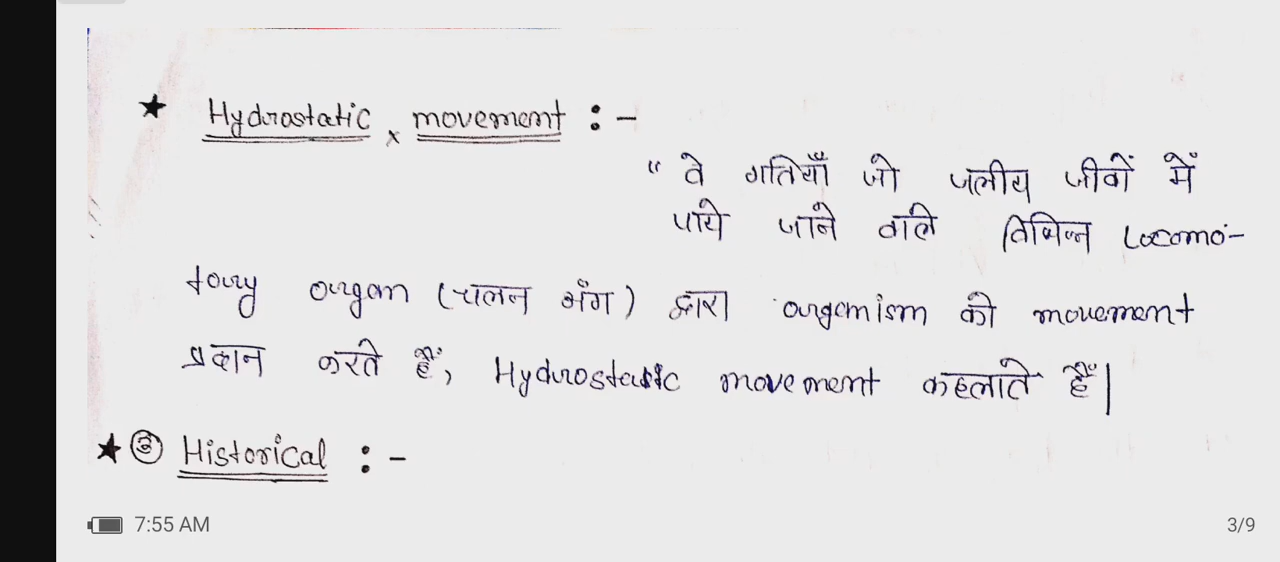 ★ Hydrostatic x movement :-
“ वे गतियाँ जो जलीय जीवों में
पाये जाने वाले विभिन्न Locomo-
tory organ (चलन अंग) द्वारा organism को movement
प्रदान करते हैं, Hydrostatic movement कहलाते हैं|
★ ③ Historical :-
7:55 AM
3/9